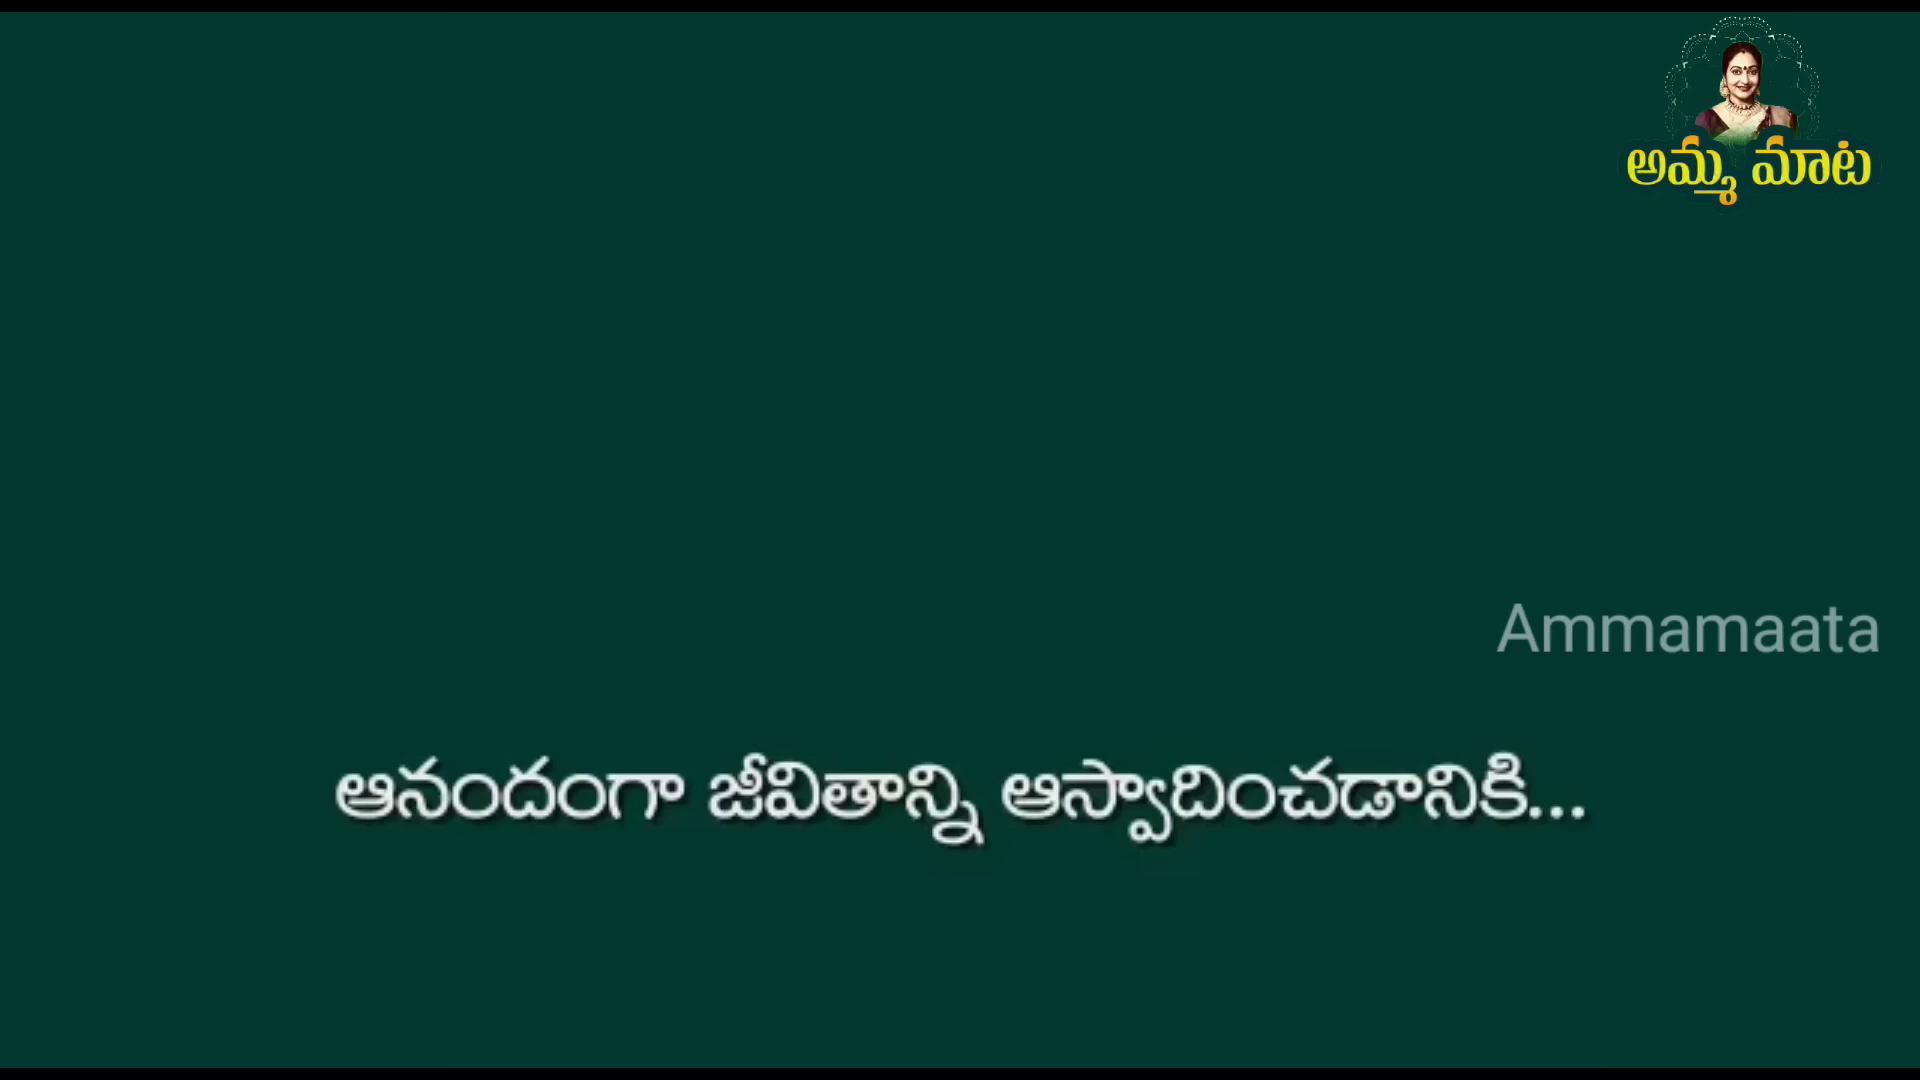 అమ్మ మాట
Ammamaata
ఆనందంగా జీవితాన్ని ఆస్వాదించడానికి...